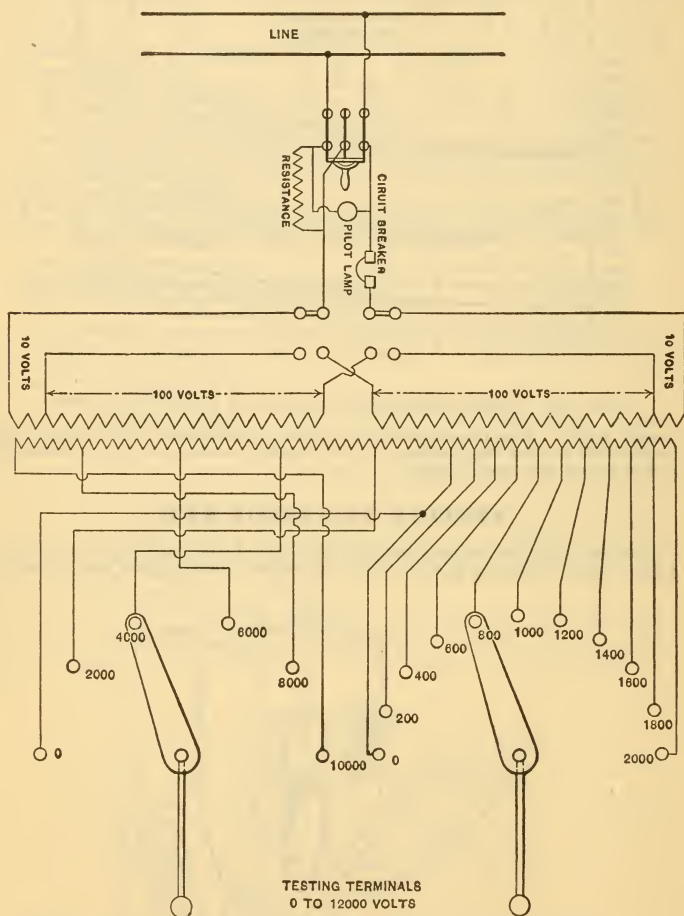 LINE
RESISTANCE
PILOT LAMP
CIRUIT BREAKER
10 VOLTS
100 VOLTS
100 VOLTS
10 VOLTS
4000
6000
2000
8000
0
10000
800
1000
1200
600
1400
400
1600
200
1800
0
2000
TESTING TERMINALS
0 TO 12000 VOLTS